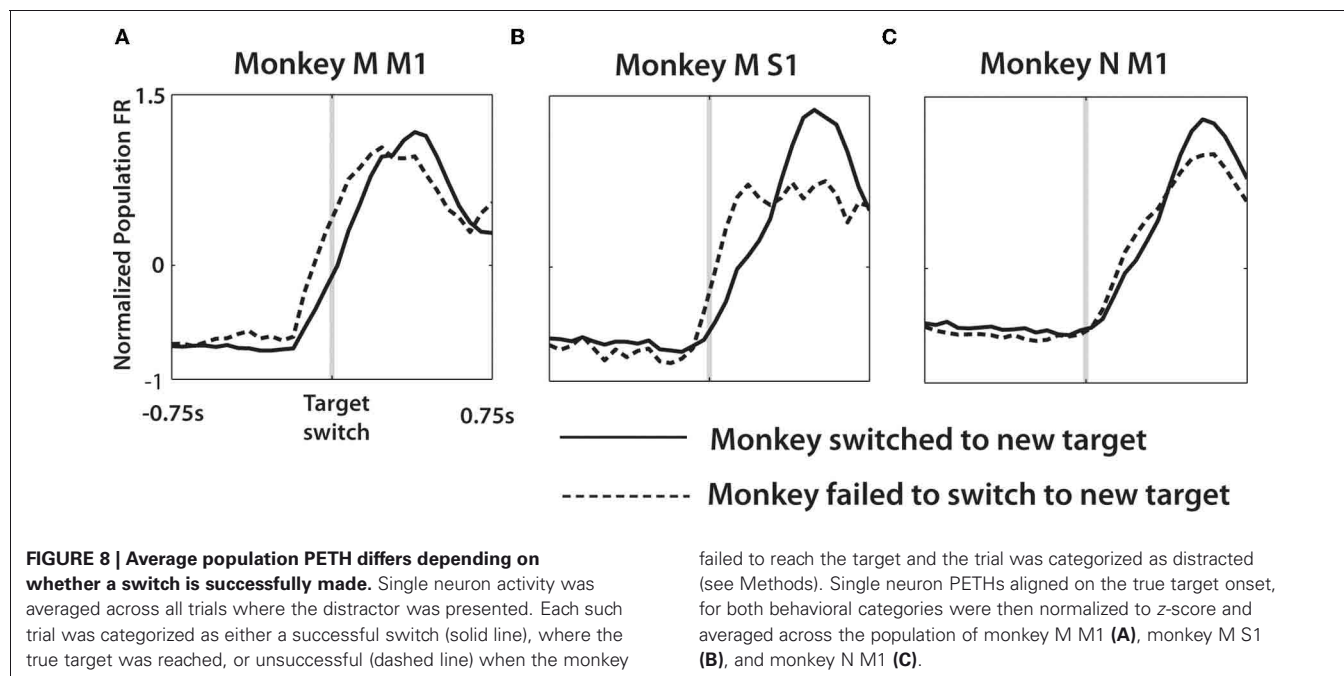 A
B
C
Monkey M M1
Monkey M S1
Monkey N M1
Normalized Population FR
1.5
0
-1
-0.75s
Target
switch
0.75s
Monkey switched to new target
Monkey failed to switch to new target
FIGURE 8 | Average population PETH differs depending on
whether a switch is successfully made. Single neuron activity was
averaged across all trials where the distractor was presented. Each such
trial was categorized as either a successful switch (solid line), where the
true target was reached, or unsuccessful (dashed line) when the monkey
failed to reach the target and the trial was categorized as distracted
(see Methods). Single neuron PETHs aligned on the true target onset,
for both behavioral categories were then normalized to z-score and
averaged across the population of monkey M M1 (A), monkey M S1
(B), and monkey N M1 (C).